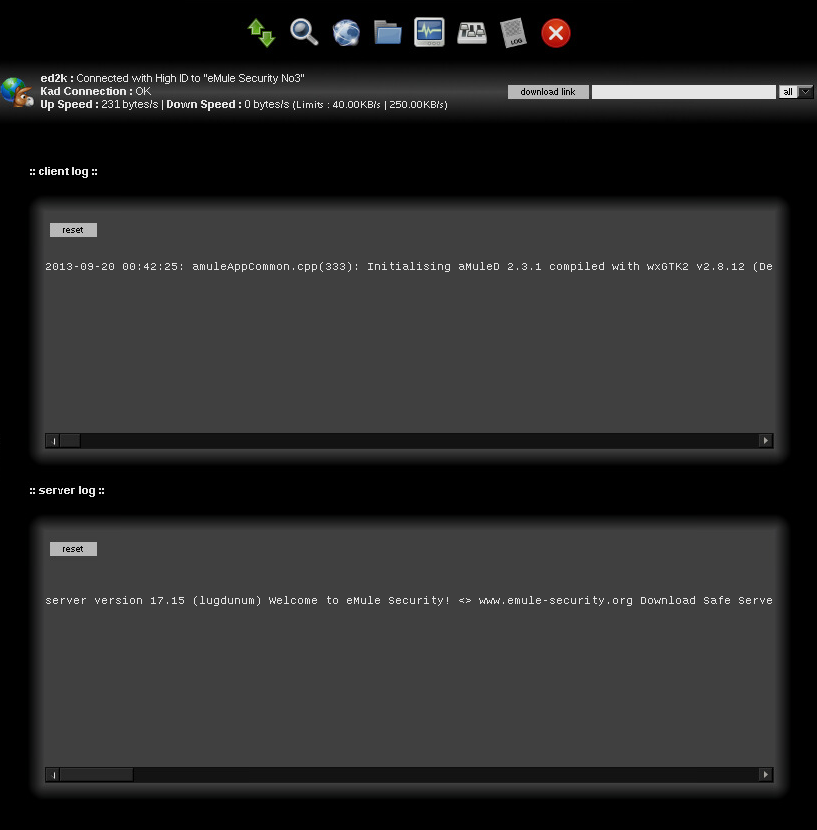 LOG
ed2k : Connected with High ID to "eMule Security No3"
Kad Connection : OK
Up Speed : 231 bytes/s | Down Speed : 0 bytes/s (Limits : 40.00KB/s | 250.00KB/s)
download link
all
:: client log ::
reset
2013-09-20 00:42:25: amuleAppCommon.cpp(333): Initialising aMuleD 2.3.1 compiled with wxGTK2 v2.8.12 (De
:: server log ::
reset
server version 17.15 (lugdunum) Welcome to eMule Security! <> www.emule-security.org Download Safe Serve